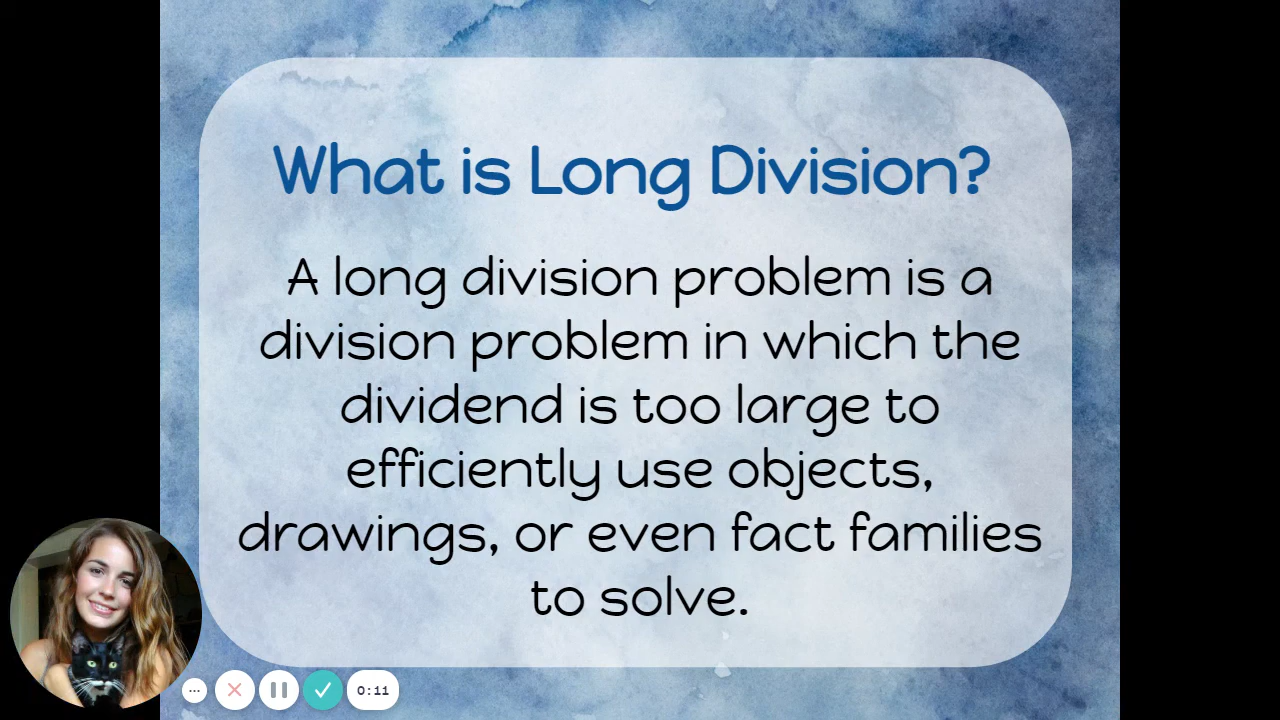 What is Long Division?
A long division problem is a
division problem in which the
dividend is too large to
efficiently use objects,
drawings, or even fact families
to solve.
0:11